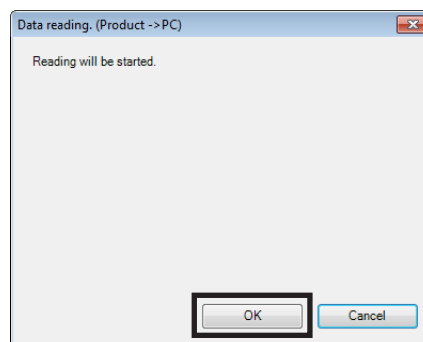 Data reading. (Product ->PC)
Reading will be started.
OK
Cancel